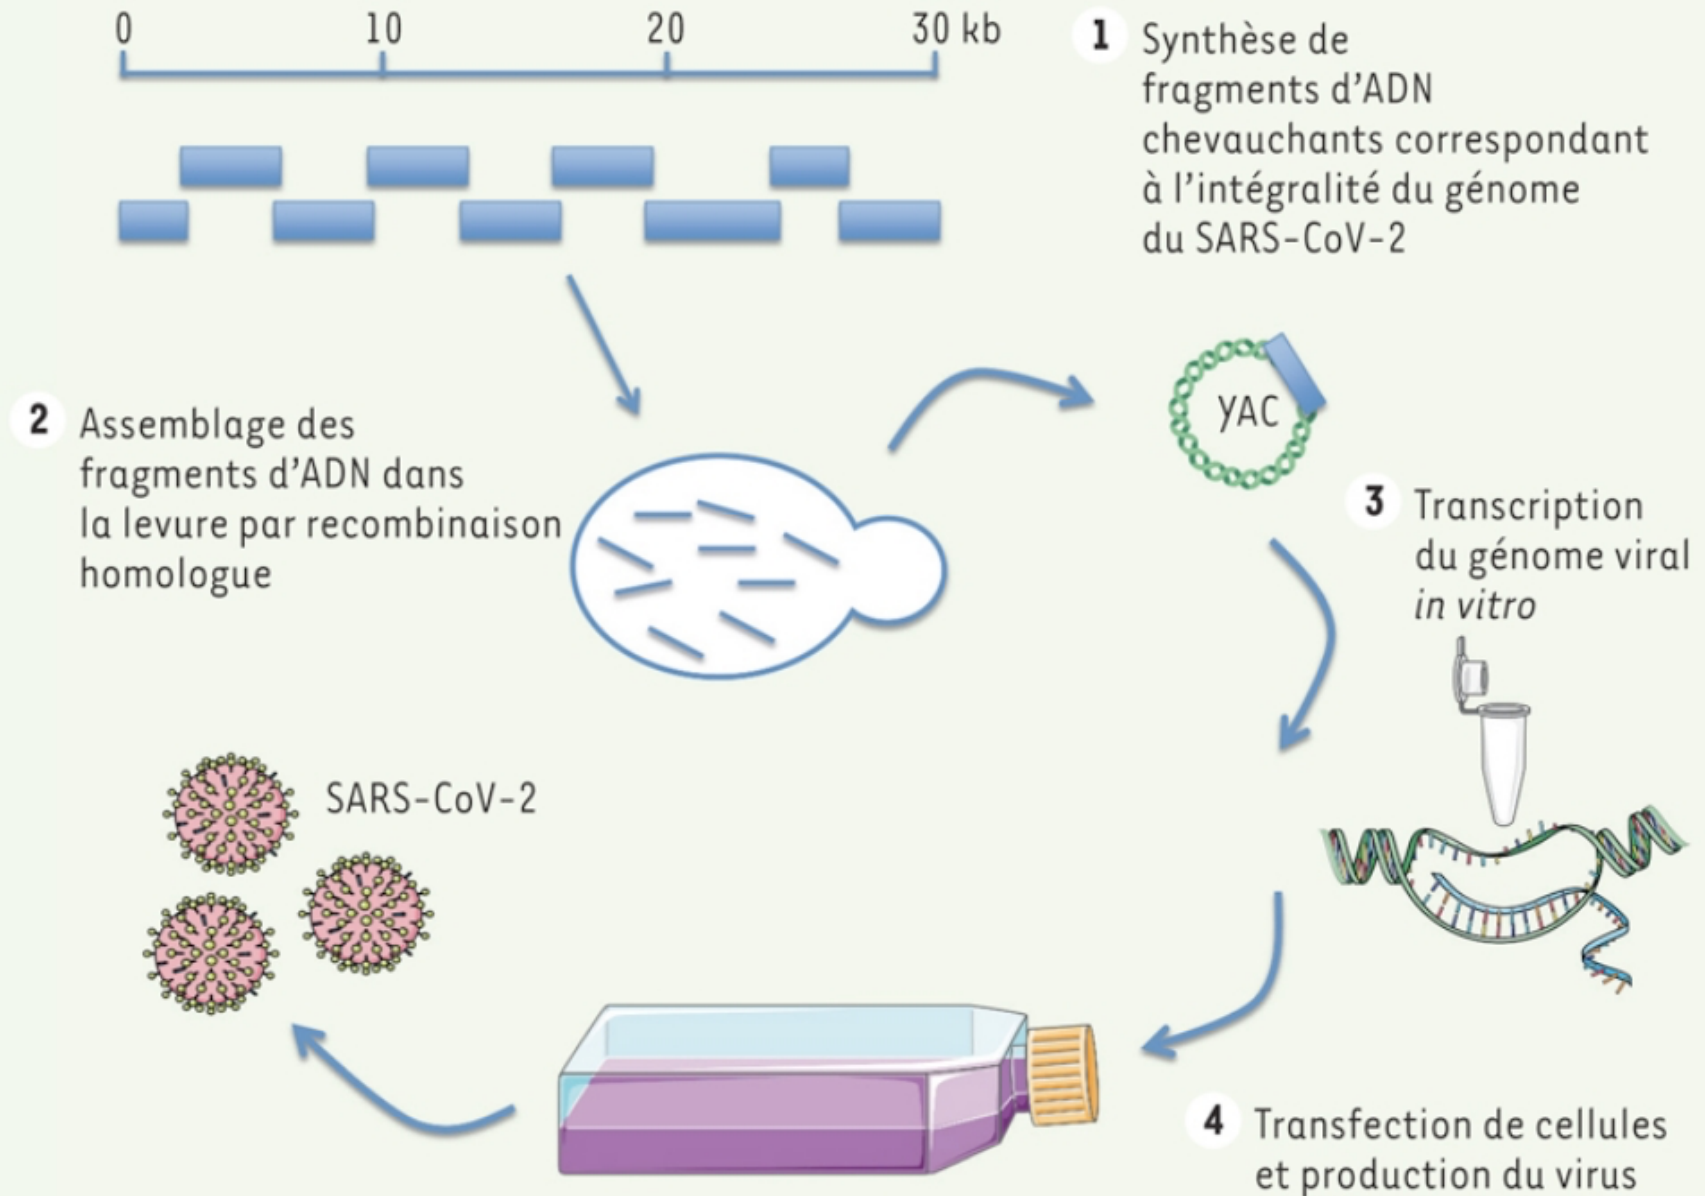 0 10 20 30 kb
1 Synthèse de
fragments d'ADN
chevauchants correspondant
à l'intégralité du génome
du SARS-CoV-2
YAC
2 Assemblage des
fragments d'ADN dans
la levure par recombinaison
homologue
3 Transcription
du génome viral
in vitro
SARS-CoV-2
4 Transfection de cellules
et production du virus